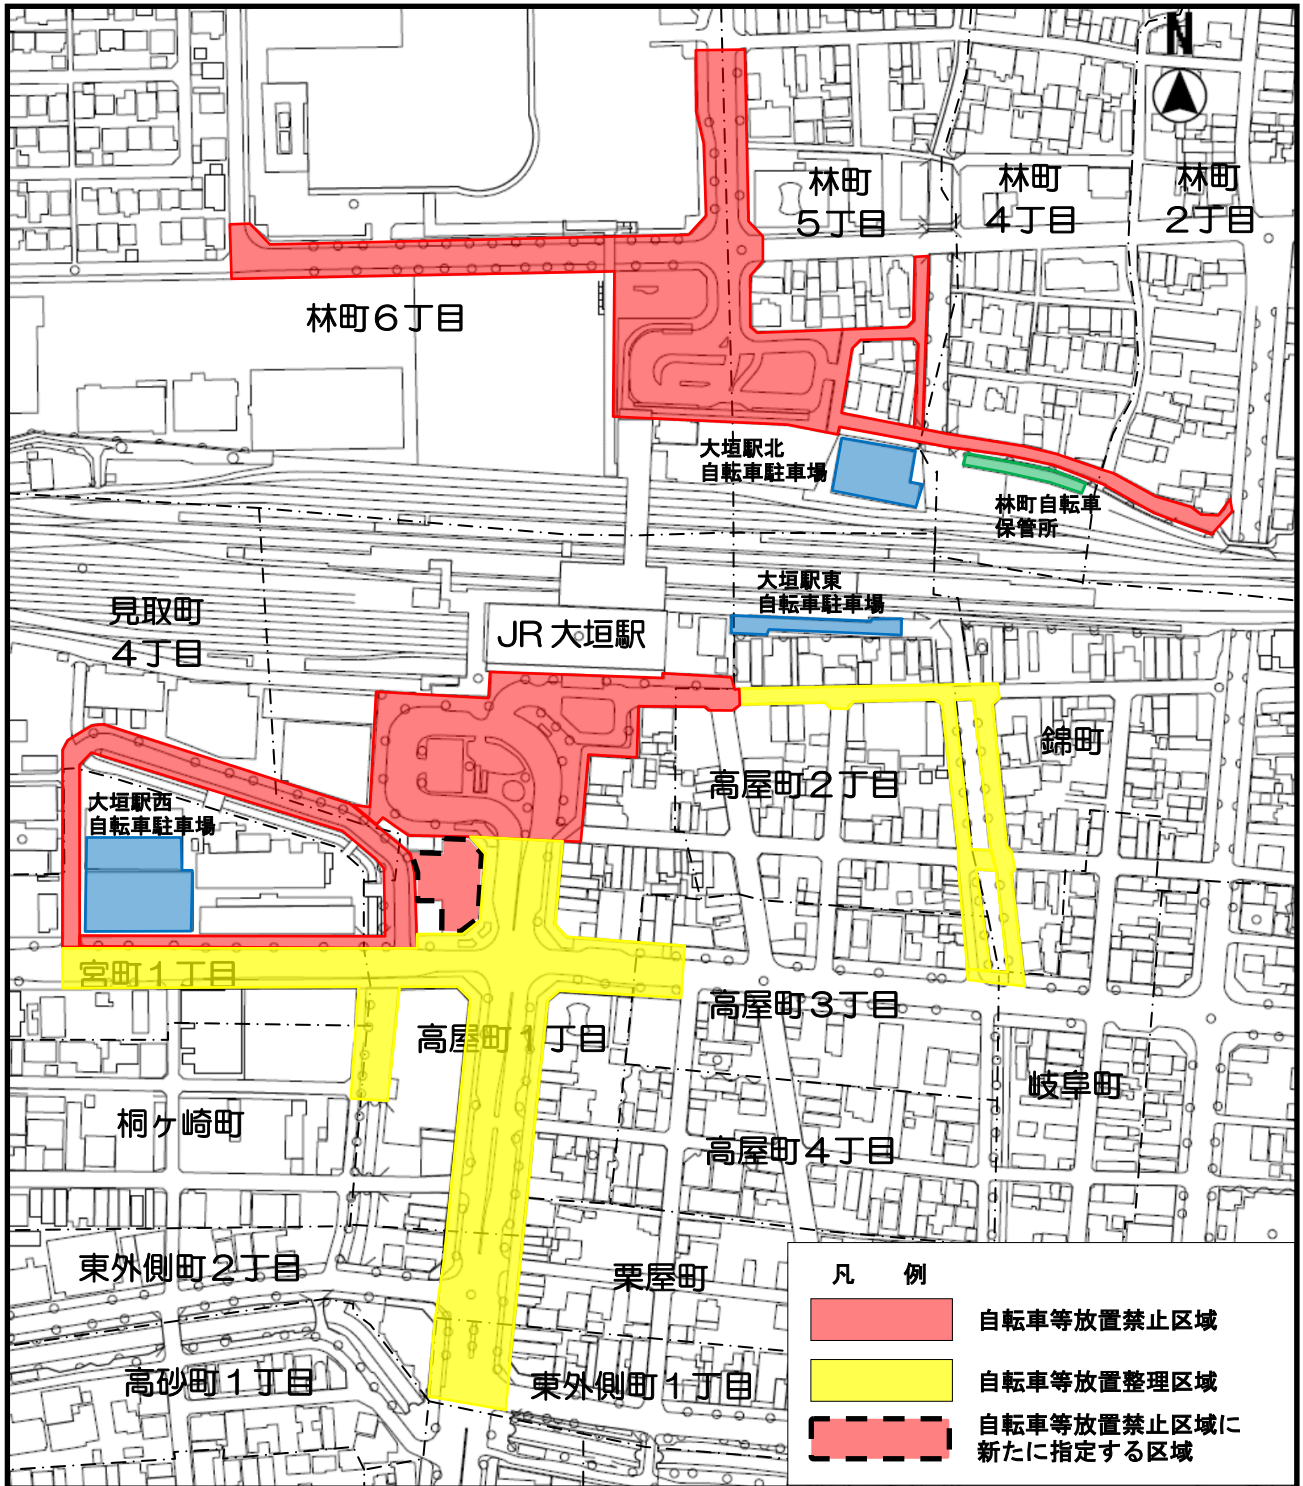 N
林町
5丁目
林町
4丁目
林町
2丁目
林町6丁目
大垣駅北
自転車駐車場
林町自転車
保管所
大垣駅東
自転車駐車場
見取町
4丁目
JR 大垣駅
錦町
高屋町2丁目
大垣駅西
自転車駐車場
宮町1丁目
高屋町3丁目
高屋町1丁目
岐阜町
桐ヶ崎町
高屋町4丁目
東外側町2丁目
栗屋町
高砂町1丁目
東外側町1丁目
凡 例
自転車等放置禁止区域
自転車等放置整理区域
自転車等放置禁止区域に
新たに指定する区域